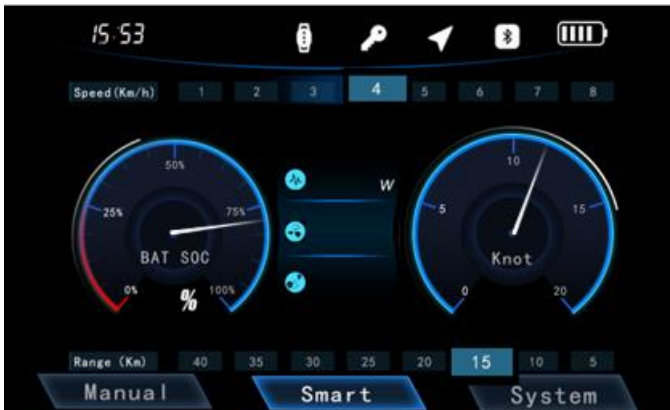 15:53
Speed(Km/h) 1 2 3 4 5 6 7 8
50%
25% 75%
BAT SOC
0% % 100%
W
10
5 15
Knot
0 20
Range (Km) 40 35 30 25 20 15 10 5
Manual Smart System